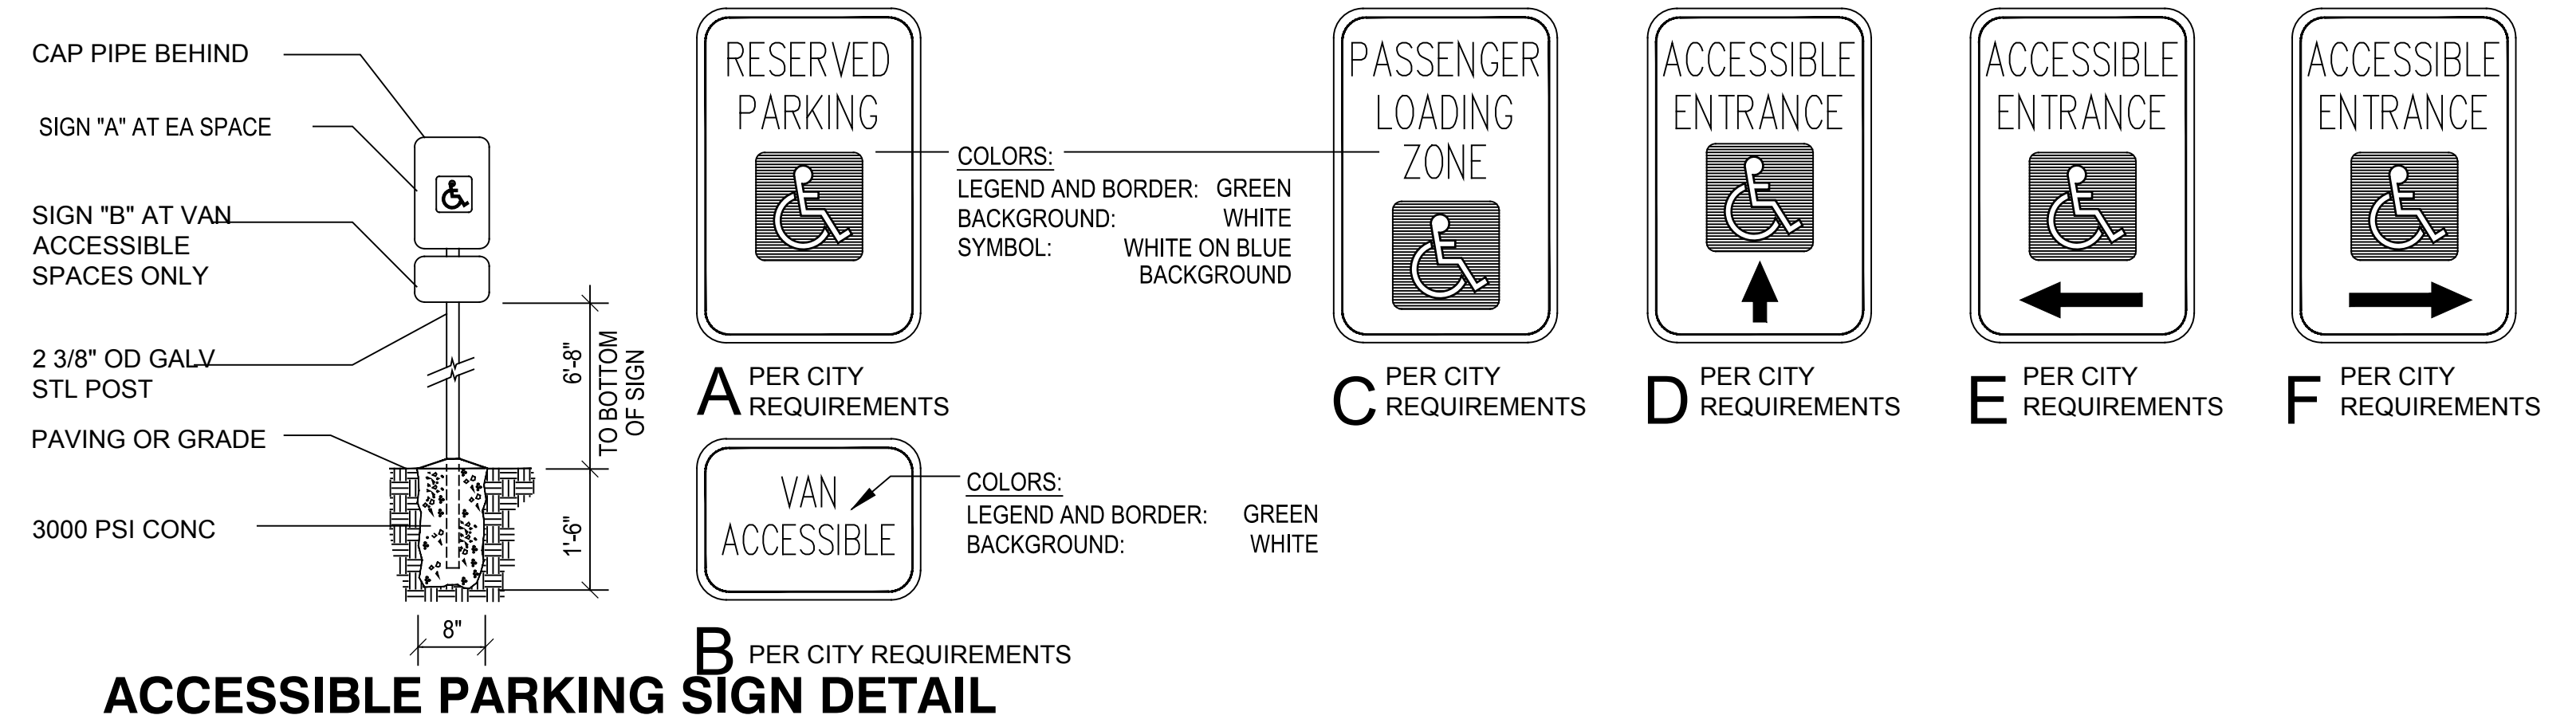 CAP PIPE BEHIND
SIGN "A" AT EA SPACE
SIGN "B" AT VAN
ACCESSIBLE
SPACES ONLY
2 3/8" OD GALV
STL POST
PAVING OR GRADE
3000 PSI CONC
6'-8"
TO BOTTOM
OF SIGN
1'-6"
8"
RESERVED
PARKING
A PER CITY
REQUIREMENTS
COLORS:
LEGEND AND BORDER: GREEN
BACKGROUND: WHITE
SYMBOL: WHITE ON BLUE
BACKGROUND
VAN
ACCESSIBLE
COLORS:
LEGEND AND BORDER: GREEN
BACKGROUND: WHITE
B PER CITY REQUIREMENTS
PASSENGER
LOADING
ZONE
C PER CITY
REQUIREMENTS
ACCESSIBLE
ENTRANCE
D PER CITY
REQUIREMENTS
ACCESSIBLE
ENTRANCE
E PER CITY
REQUIREMENTS
ACCESSIBLE
ENTRANCE
F PER CITY
REQUIREMENTS
ACCESSIBLE PARKING SIGN DETAIL